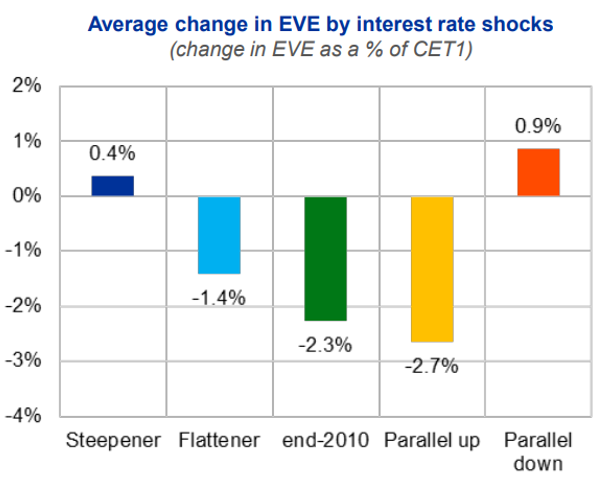 Average change in EVE by interest rate shocks
(change in EVE as a % of CET1)
2%
1%
0%
-1%
-2%
-3%
-4%
0.4%
-1.4%
-2.3%
-2.7%
0.9%
Steepener
Flattener
end-2010
Parallel up
Parallel
down